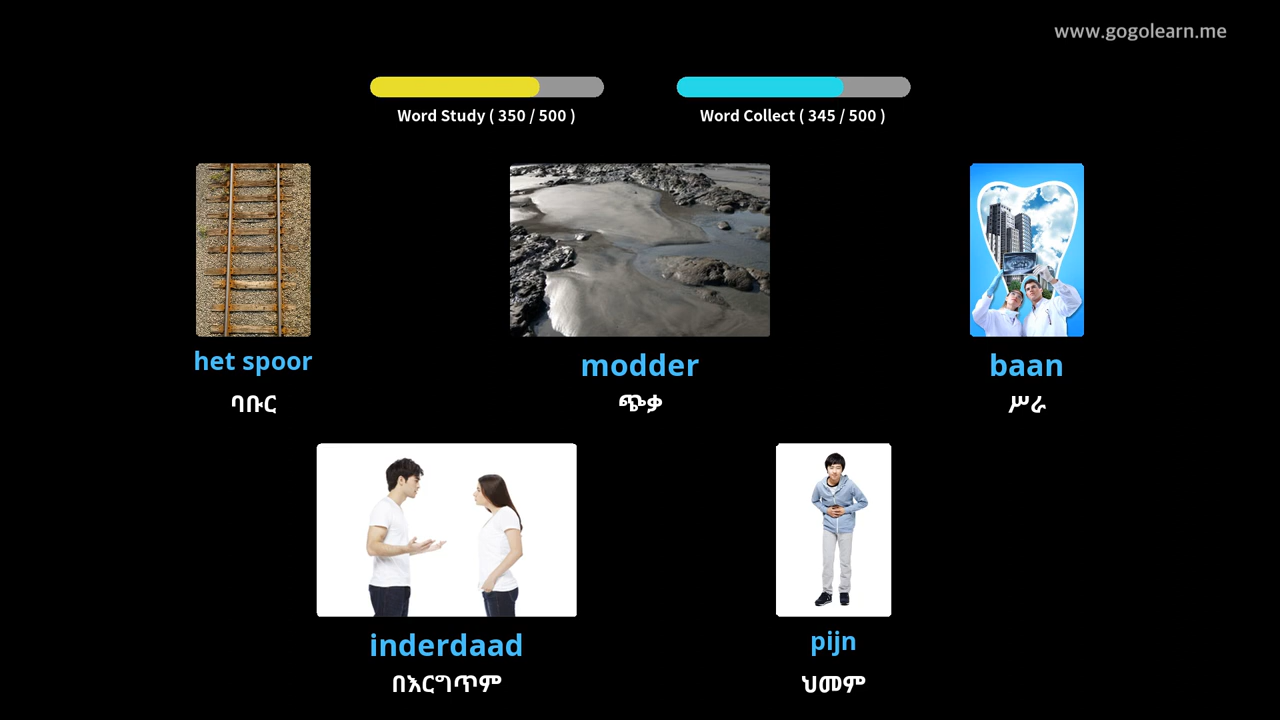 www.gogolearn.me
Word Study ( 350 / 500 )
Word Collect ( 345 / 500 )
het spoor
ባቡር
modder
ጭቃ
baan
ሥራ
inderdaad
በእርግጥም
pijn
ህመም